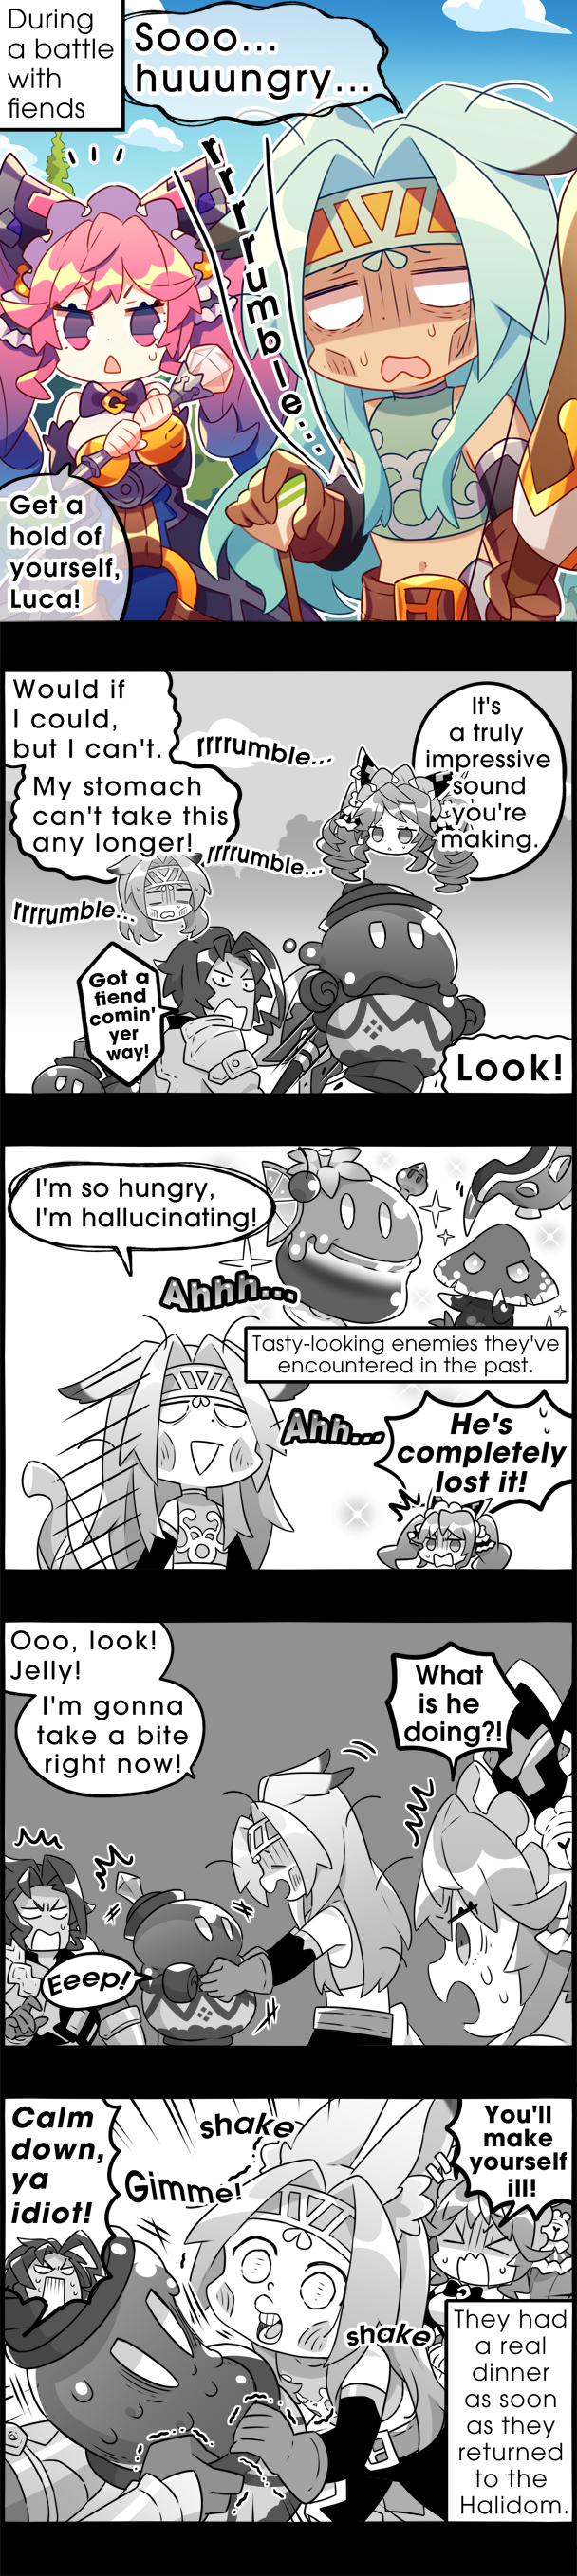 During
a battle
with
fiends
Sooo...
huuungry...
rrrrumble...
G
Get a
hold of
yourself,
Luca!
Would if
I could,
but I can't.
My stomach
can't take this
any longer!
rrrrumble...
It's
a truly
impressive
sound
you're
making.
rrrrumble...
rrrrumble...
Got a
fiend
comin'
yer
way!
Look!
I'm so hungry,
I'm hallucinating!
Ahhh...
Tasty-looking enemies they've
encountered in the past.
Ahh...
He's
completely
lost it!
Ooo, look!
Jelly!
I'm gonna
take a bite
right now!
What
is he
doing?!
Eeep!
Calm
down,
ya
idiot!
shake
Gimme!
You'll
make
yourself
ill!
shake
They had
a real
dinner
as soon
as they
returned
to the
Halidom.